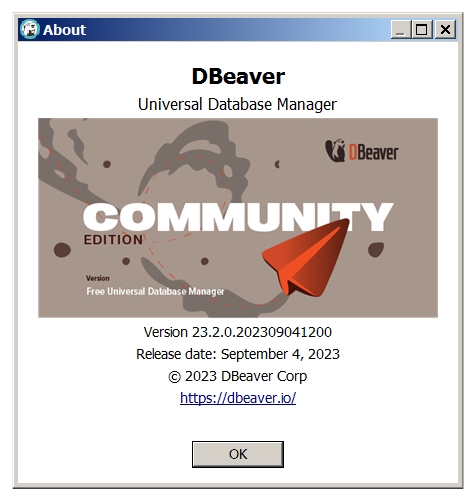 About
DBeaver
Universal Database Manager
DBeaver
COMMUNITY
EDITION
Version
Free Universal Database Manager
Version 23.2.0.202309041200
Release date: September 4, 2023
© 2023 DBeaver Corp
https://dbeaver.io/
OK